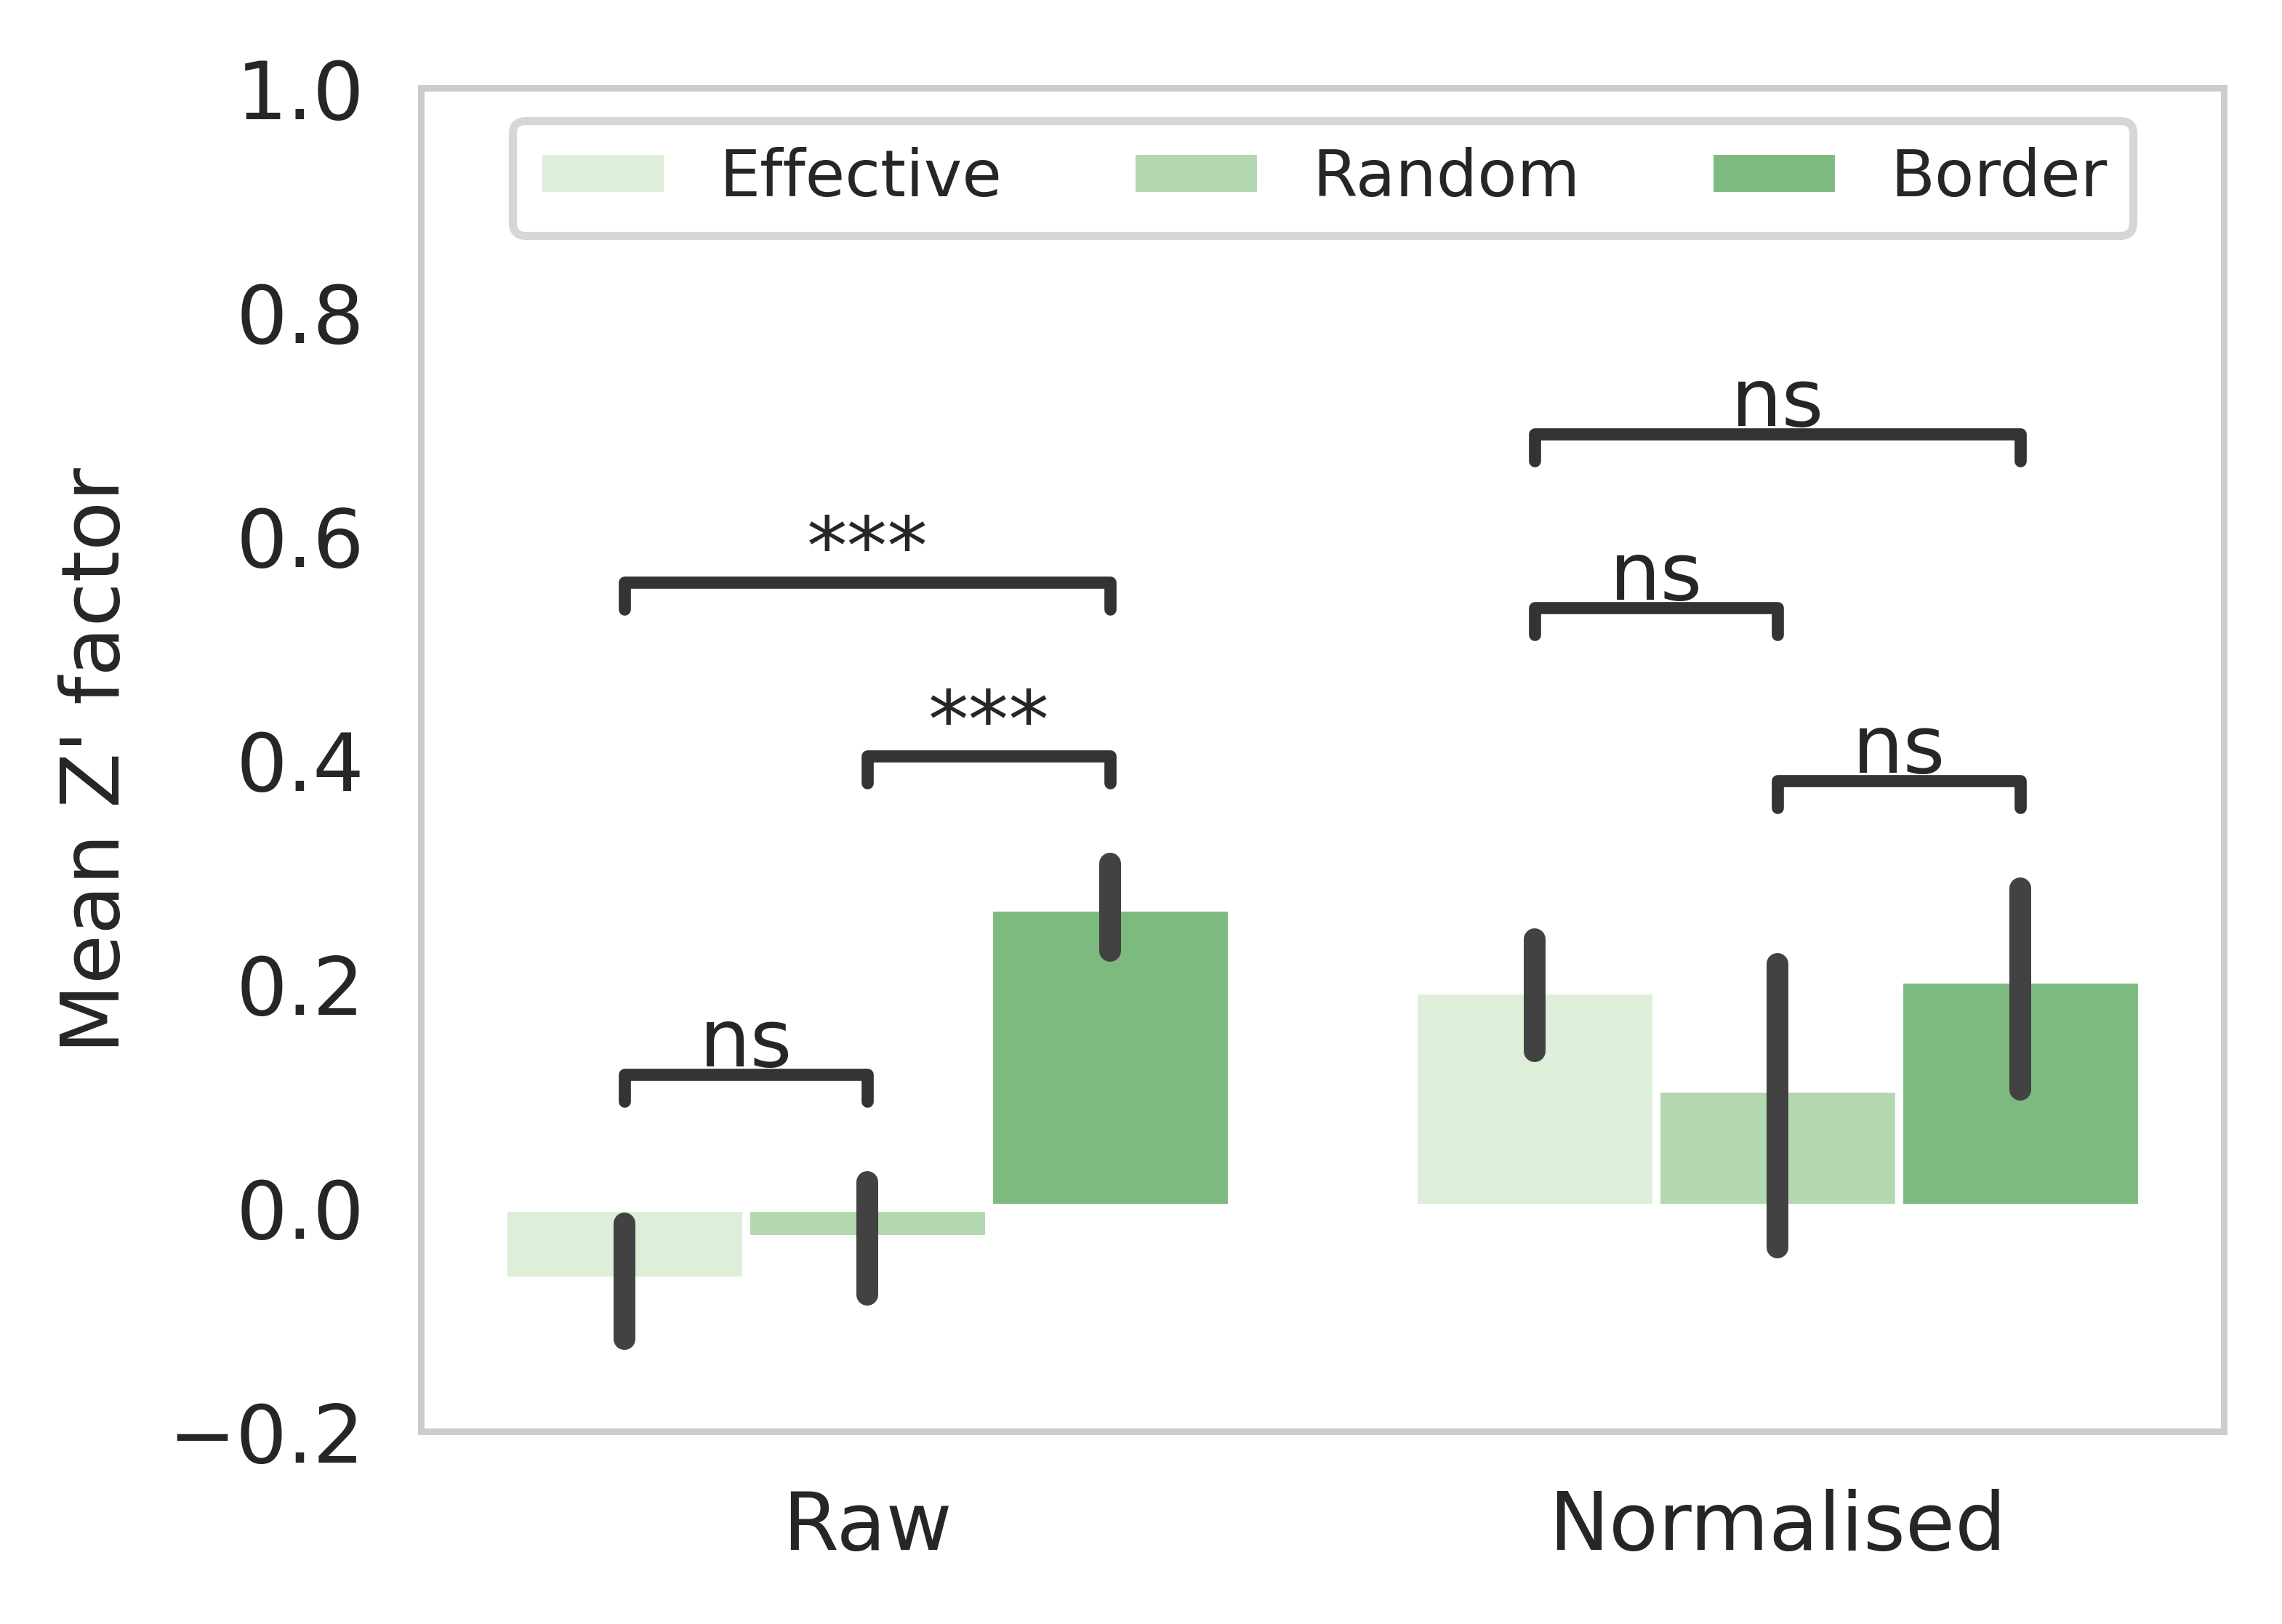 1.0
Effective Random Border
0.8
ns
0.6
***
ns
0.4
***
ns
0.2
ns
0.0
−0.2
Mean Z' factor
Raw Normalised